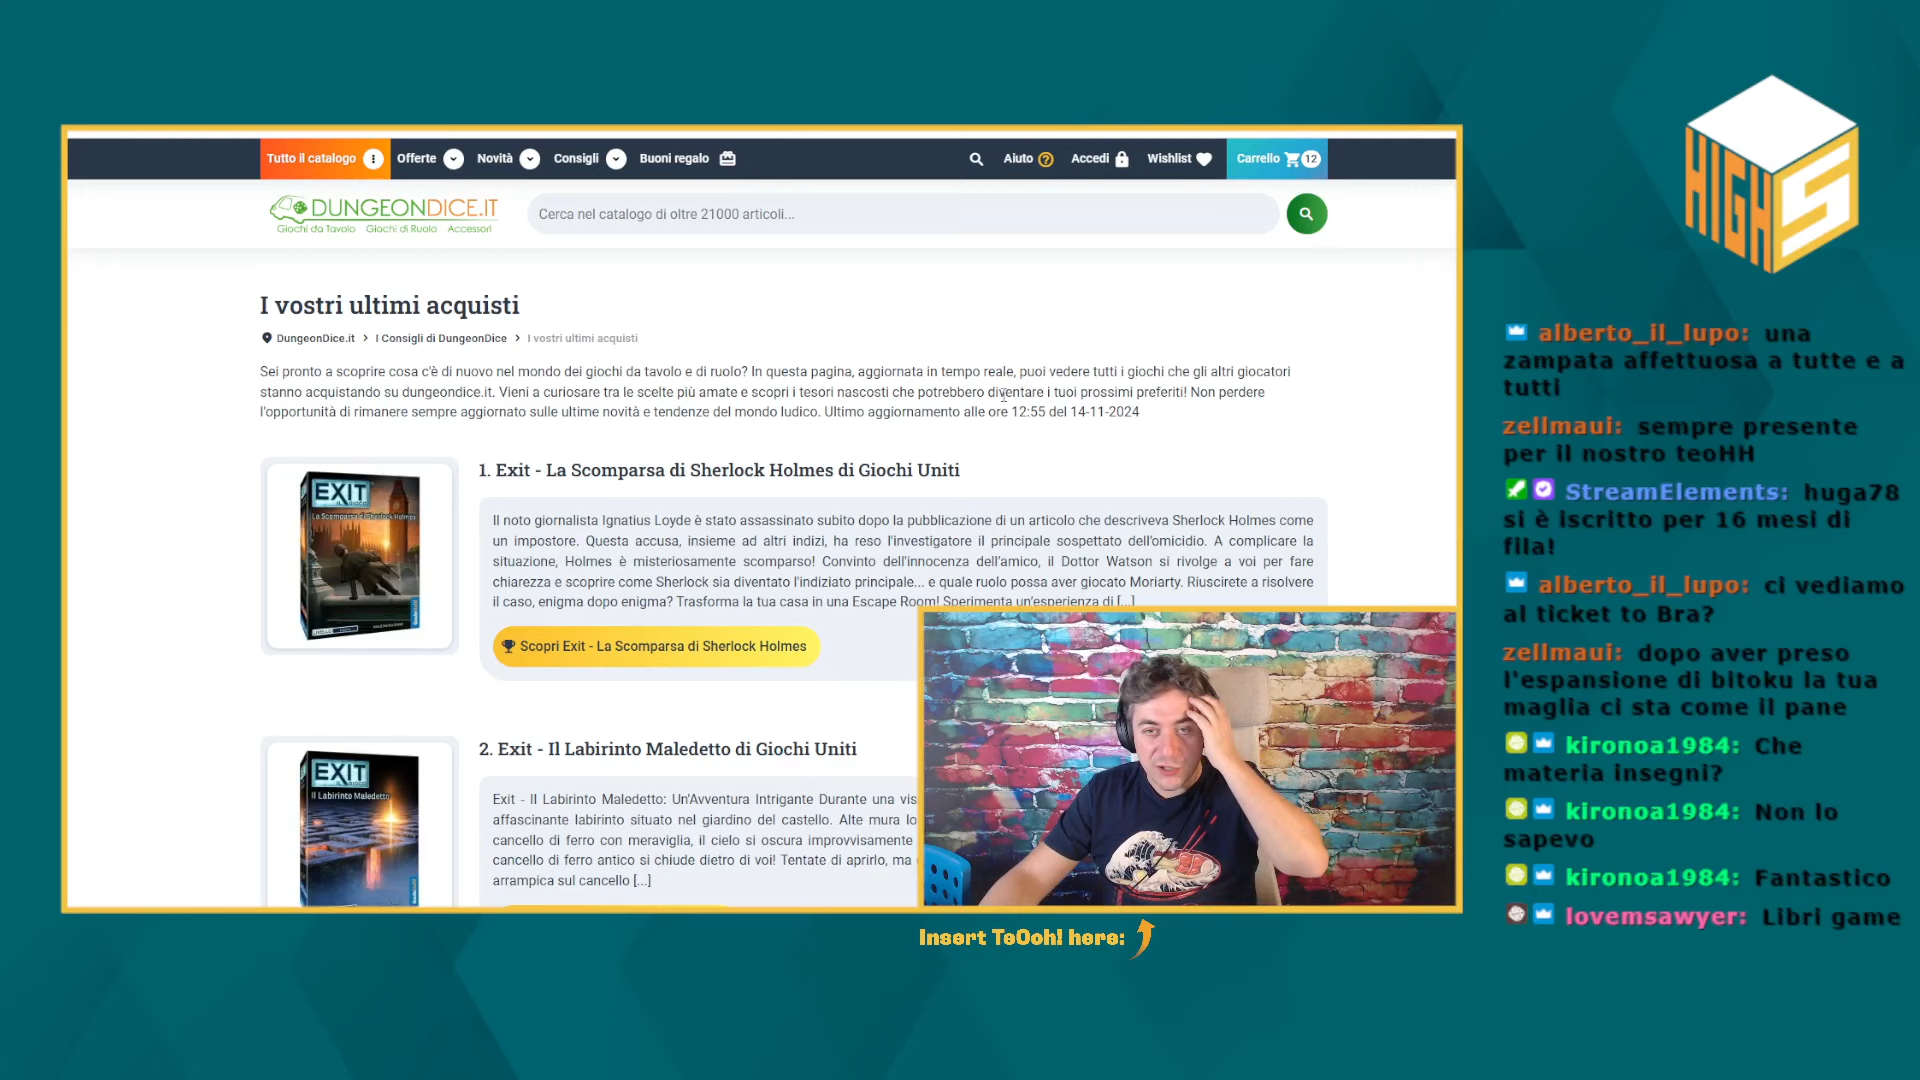 Tutto il catalogo Offerte Novità Consigli Buoni regalo Aiuto Accedi Wishlist Carrello 12
DUNGEONDICE.IT
Giochi da Tavolo Giochi di Ruolo Accessori
Cerca nel catalogo di oltre 21000 articoli...
I vostri ultimi acquisti
DungeonDice.it > I Consigli di DungeonDice > I vostri ultimi acquisti
Sei pronto a scoprire cosa c'è di nuovo nel mondo dei giochi da tavolo e di ruolo? In questa pagina, aggiornata in tempo reale, puoi vedere tutti i giochi che gli altri giocatori
stanno acquistando su dungeondice.it. Vieni a curiosare tra le scelte più amate e scopri i tesori nascosti che potrebbero diventare i tuoi prossimi preferiti! Non perdere
l'opportunità di rimanere sempre aggiornato sulle ultime novità e tendenze del mondo ludico. Ultimo aggiornamento alle ore 12:55 del 14-11-2024
EXIT
IL GIOCO
La Scomparsa di Sherlock Holmes
LIVELLO
1. Exit - La Scomparsa di Sherlock Holmes di Giochi Uniti
Il noto giornalista Ignatius Loyde è stato assassinato subito dopo la pubblicazione di un articolo che descriveva Sherlock Holmes come
un impostore. Questa accusa, insieme ad altri indizi, ha reso l'investigatore il principale sospettato dell'omicidio. A complicare la
situazione, Holmes è misteriosamente scomparso! Convinto dell'innocenza dell'amico, il Dottor Watson si rivolge a voi per fare
chiarezza e scoprire come Sherlock sia diventato l'indiziato principale... e quale ruolo possa aver giocato Moriarty. Riuscirete a risolvere
il caso, enigma dopo enigma? Trasforma la tua casa in una Escape Room! Sperimenta un'esperienza di [...]
Scopri Exit - La Scomparsa di Sherlock Holmes
EXIT
IL GIOCO
Il Labirinto Maledetto
2. Exit - Il Labirinto Maledetto di Giochi Uniti
Exit - Il Labirinto Maledetto: Un'Avventura Intrigante Durante una vis
affascinante labirinto situato nel giardino del castello. Alte mura lo
cancello di ferro con meraviglia, il cielo si oscura improvvisamente
cancello di ferro antico si chiude dietro di voi! Tentate di aprirlo, ma
arrampica sul cancello [...]
Insert TeOoh! here:
HIGH 5
alberto_il_lupo: una
zampata affettuosa a tutte e a
tutti
zellmaui: sempre presente
per il nostro teoHH
StreamElements: huga78
si è iscritto per 16 mesi di
fila!
alberto_il_lupo: ci vediamo
al ticket to Bra?
zellmaui: dopo aver preso
l'espansione di bitoku la tua
maglia ci sta come il pane
kironoa1984: Che
materia insegni?
kironoa1984: Non lo
sapevo
kironoa1984: Fantastico
lovemsawyer: Libri game